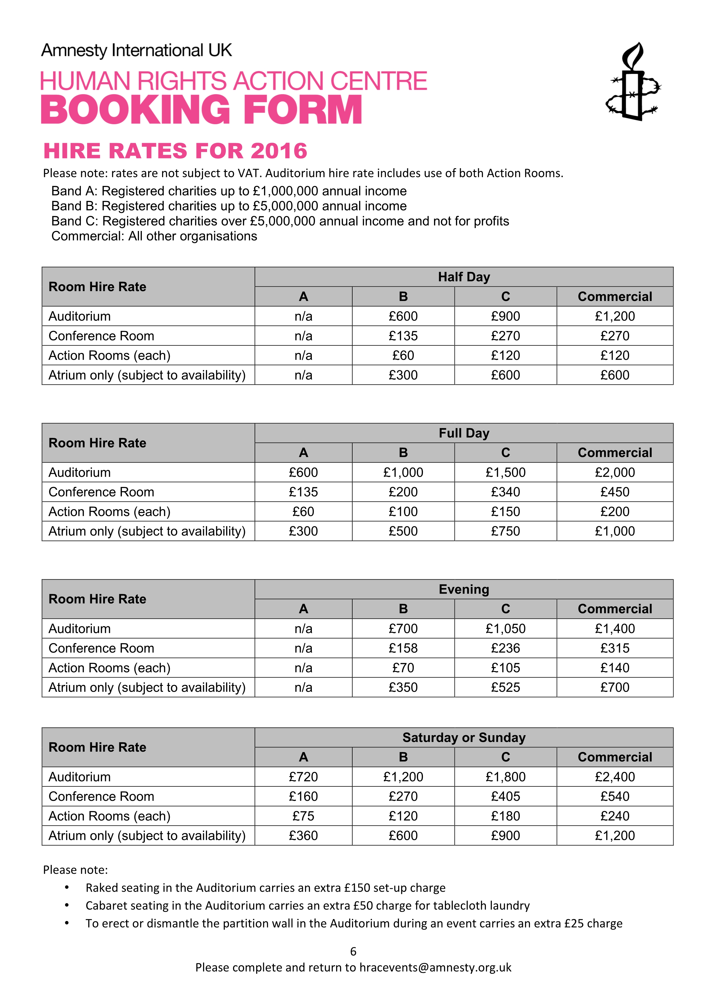 Amnesty International UK
HUMAN RIGHTS ACTION CENTRE
BOOKING FORM
HIRE RATES FOR 2016
Please note: rates are not subject to VAT. Auditorium hire rate includes use of both Action Rooms.
Band A: Registered charities up to £1,000,000 annual income
Band B: Registered charities up to £5,000,000 annual income
Band C: Registered charities over £5,000,000 annual income and not for profits
Commercial: All other organisations
Room Hire Rate Half Day
A B C Commercial
Auditorium n/a £600 £900 £1,200
Conference Room n/a £135 £270 £270
Action Rooms (each) n/a £60 £120 £120
Atrium only (subject to availability) n/a £300 £600 £600
Room Hire Rate Full Day
A B C Commercial
Auditorium £600 £1,000 £1,500 £2,000
Conference Room £135 £200 £340 £450
Action Rooms (each) £60 £100 £150 £200
Atrium only (subject to availability) £300 £500 £750 £1,000
Room Hire Rate Evening
A B C Commercial
Auditorium n/a £700 £1,050 £1,400
Conference Room n/a £158 £236 £315
Action Rooms (each) n/a £70 £105 £140
Atrium only (subject to availability) n/a £350 £525 £700
Room Hire Rate Saturday or Sunday
A B C Commercial
Auditorium £720 £1,200 £1,800 £2,400
Conference Room £160 £270 £405 £540
Action Rooms (each) £75 £120 £180 £240
Atrium only (subject to availability) £360 £600 £900 £1,200
Please note:
• Raked seating in the Auditorium carries an extra £150 set-up charge
• Cabaret seating in the Auditorium carries an extra £50 charge for tablecloth laundry
• To erect or dismantle the partition wall in the Auditorium during an event carries an extra £25 charge
6
Please complete and return to hracevents@amnesty.org.uk